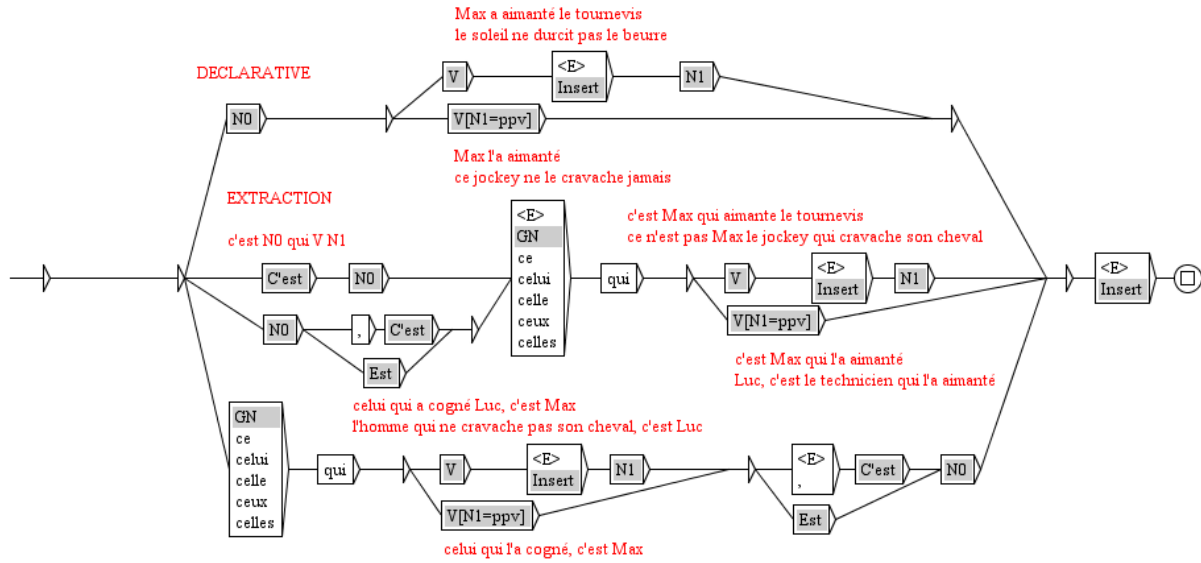 Max a aimanté le tournevis
le soleil ne durcit pas le beurre
DECLARATIVE
V
<E>
Insert
N1
N0
V[N1=ppv]
Max l'a aimanté
ce jockey ne le cravache jamais
EXTRACTION
c'est N0 qui V N1
<E>
GN
ce
celui
celle
ceux
celles
c'est Max qui aimante le tournevis
ce n'est pas Max le jockey qui cravache son cheval
C'est
N0
qui
V
<E>
Insert
N1
<E>
Insert
N0
,
C'est
Est
V[N1=ppv]
c'est Max qui l'a aimanté
Luc, c'est le technicien qui l'a aimanté
celui qui a cogné Luc, c'est Max
l'homme qui ne cravache pas son cheval, c'est Luc
GN
ce
celui
celle
ceux
celles
qui
V
<E>
Insert
N1
<E>
,
C'est
N0
V[N1=ppv]
Est
celui qui l'a cogné, c'est Max